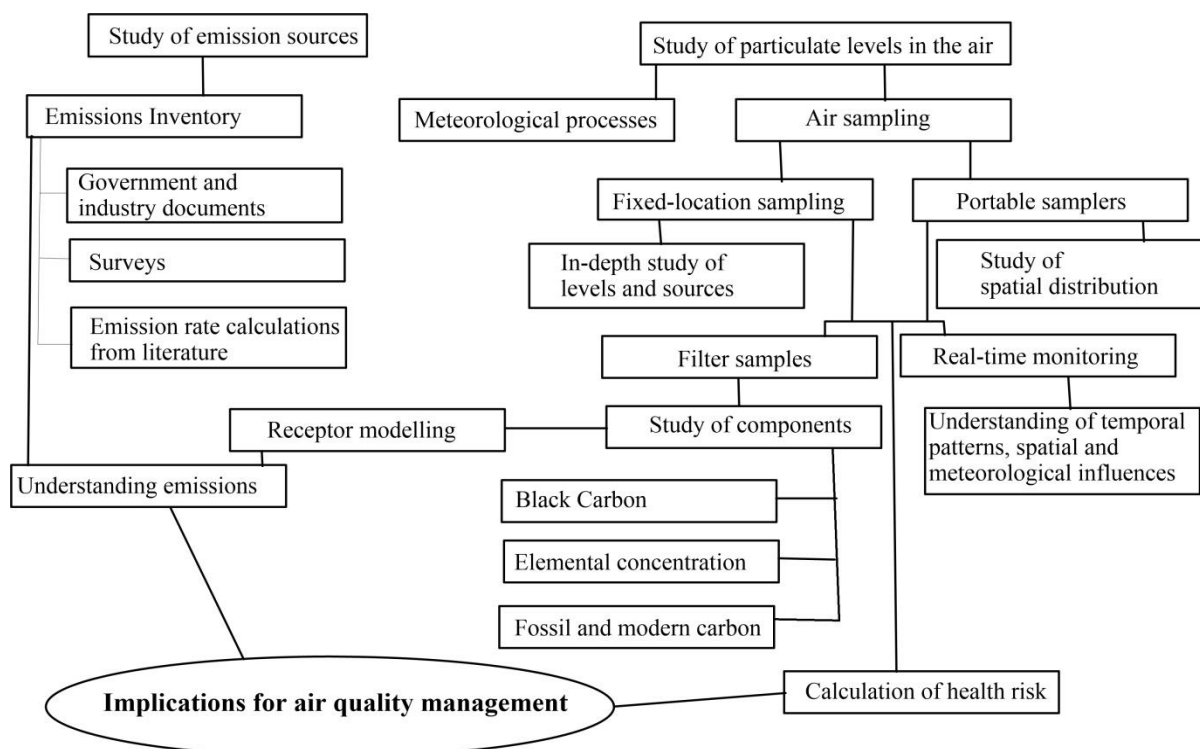 Study of emission sources
Study of particulate levels in the air
Emissions Inventory
Meteorological processes
Air sampling
Government and
industry documents
Fixed-location sampling
Portable samplers
Surveys
In-depth study of
levels and sources
Study of
spatial distribution
Emission rate calculations
from literature
Filter samples
Real-time monitoring
Receptor modelling
Study of components
Understanding of temporal
patterns, spatial and
meteorological influences
Understanding emissions
Black Carbon
Elemental concentration
Fossil and modern carbon
Implications for air quality management
Calculation of health risk